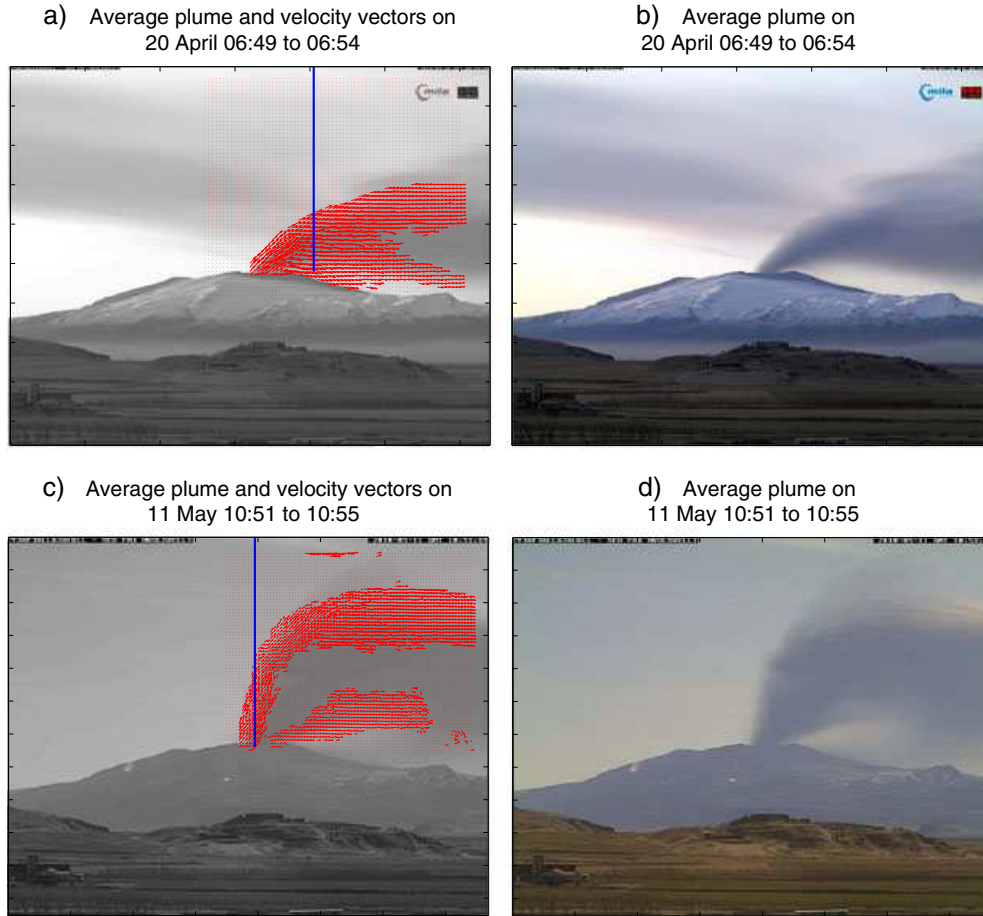 a) Average plume and velocity vectors on
20 April 06:49 to 06:54
b) Average plume on
20 April 06:49 to 06:54
mila
mila
c) Average plume and velocity vectors on
11 May 10:51 to 10:55
d) Average plume on
11 May 10:51 to 10:55